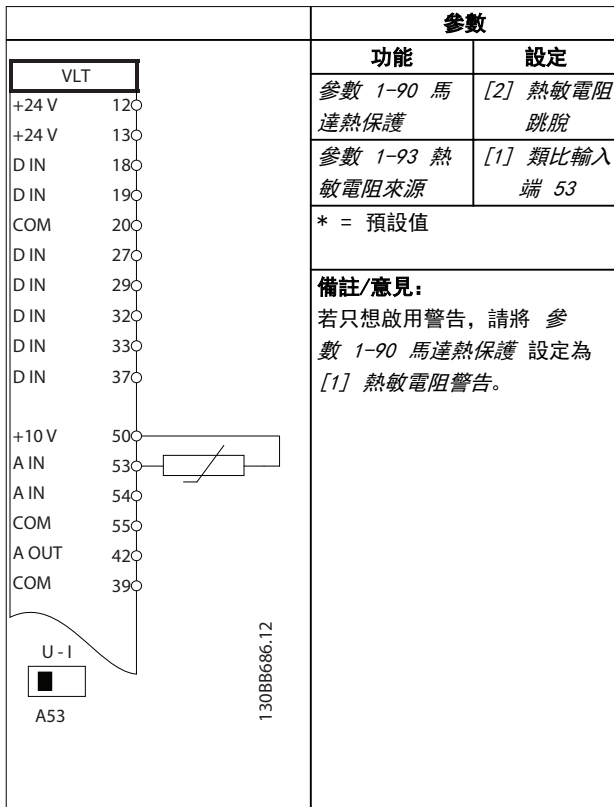 VLT
+24 V 12
+24 V 13
D IN 18
D IN 19
COM 20
D IN 27
D IN 29
D IN 32
D IN 33
D IN 37
+10 V 50
A IN 53
A IN 54
COM 55
A OUT 42
COM 39
U - I
A53
130BB686.12
參數
功能 設定
參數 1-90 馬 [2] 熱敏電阻
達熱保護 跳脫
參數 1-93 熱 [1] 類比輸入
敏電阻來源 端 53
* = 預設值
備註/意見:
若只想啟用警告, 請將 參
數 1-90 馬達熱保護 設定為
[1] 熱敏電阻警告。